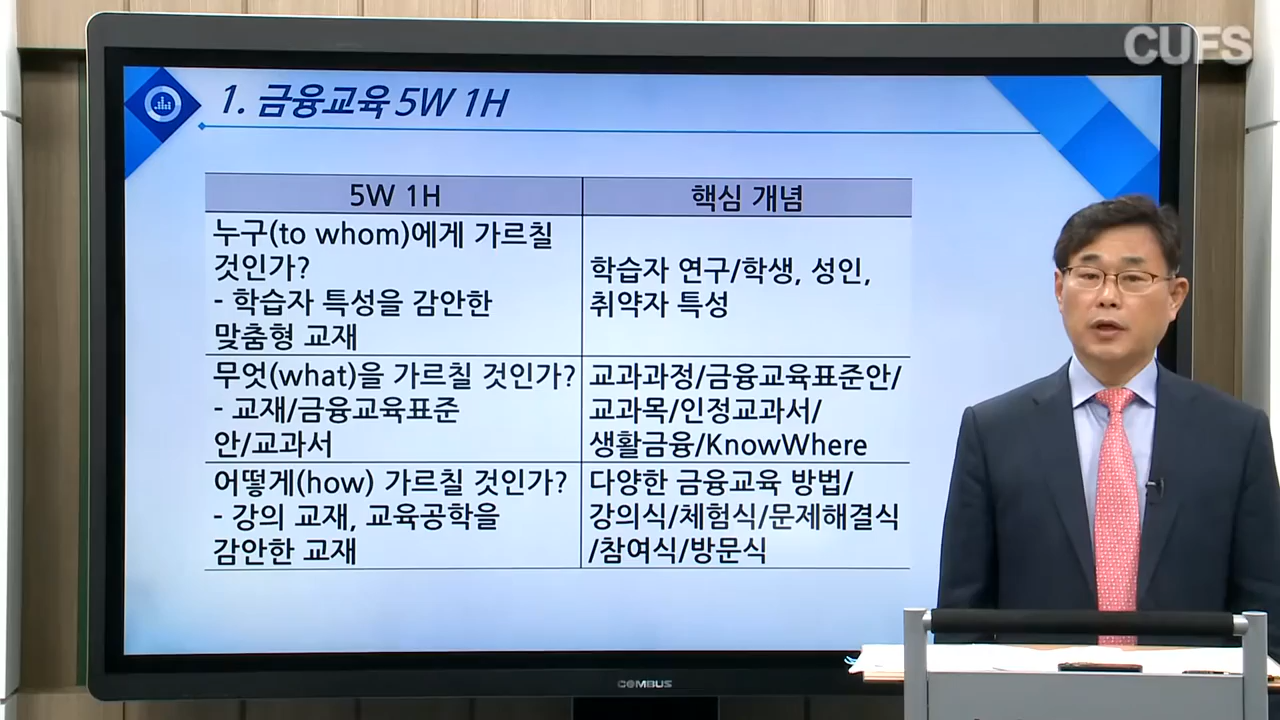 CUFS
1. 금융교육 5W 1H
5W 1H
핵심 개념
누구(to whom)에게 가르칠
것인가?
- 학습자 특성을 감안한
맞춤형 교재
학습자 연구/학생, 성인,
취약자 특성
무엇(what)을 가르칠 것인가?
- 교재/금융교육표준
안/교과서
교과과정/금융교육표준안/
교과목/인정교과서/
생활금융/KnowWhere
어떻게(how) 가르칠 것인가?
- 강의 교재, 교육공학을
감안한 교재
다양한 금융교육 방법/
강의식/체험식/문제해결식
/참여식/방문식
COMBUS